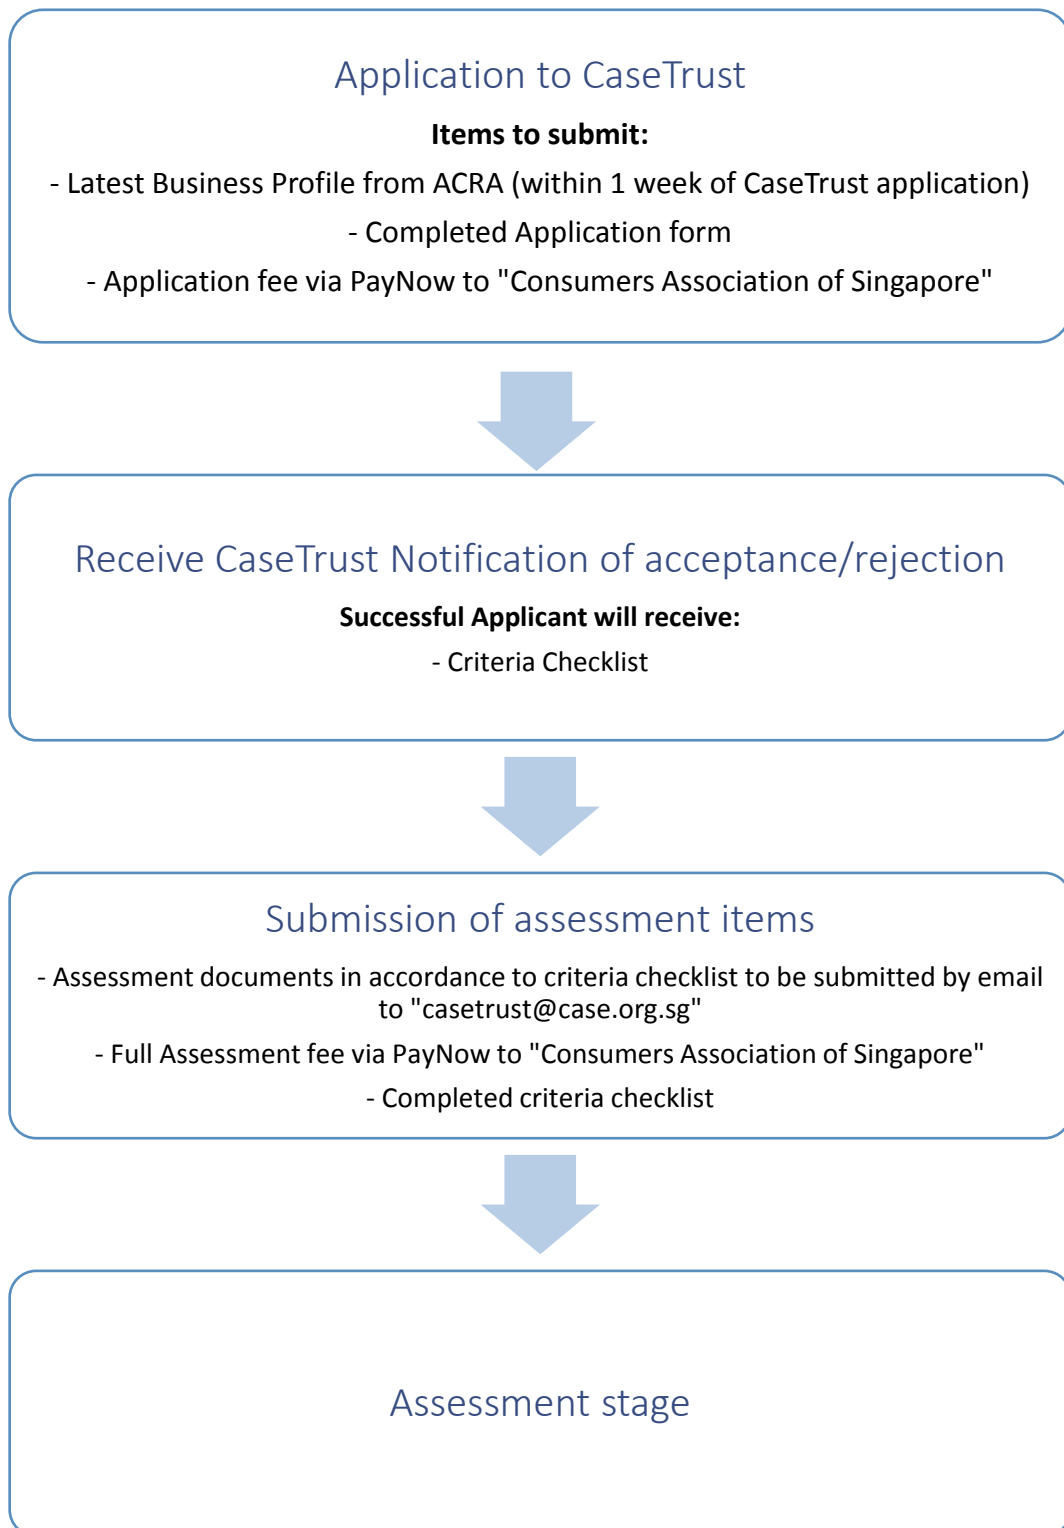 Application to CaseTrust
Items to submit:
- Latest Business Profile from ACRA (within 1 week of CaseTrust application)
- Completed Application form
- Application fee via PayNow to "Consumers Association of Singapore"
Receive CaseTrust Notification of acceptance/rejection
Successful Applicant will receive:
- Criteria Checklist
Submission of assessment items
- Assessment documents in accordance to criteria checklist to be submitted by email
to "casetrust@case.org.sg"
- Full Assessment fee via PayNow to "Consumers Association of Singapore"
- Completed criteria checklist
Assessment stage